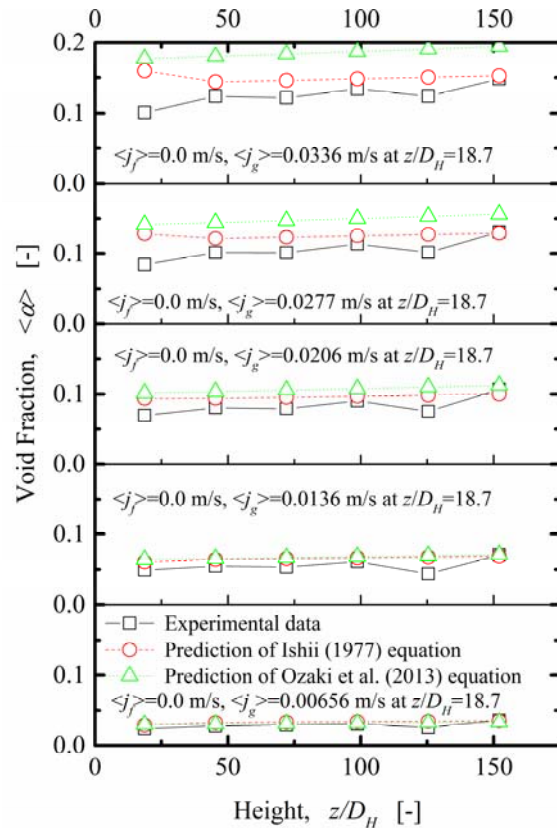 0 50 100 150
0.2
0.1
<j_f>=0.0 m/s, <j_g>=0.0336 m/s at z/D_H=18.7
0.0
0.1
<j_f>=0.0 m/s, <j_g>=0.0277 m/s at z/D_H=18.7
0.0
<j_f>=0.0 m/s, <j_g>=0.0206 m/s at z/D_H=18.7
0.1
0.0
<j_f>=0.0 m/s, <j_g>=0.0136 m/s at z/D_H=18.7
0.1
0.0
Experimental data
Prediction of Ishii (1977) equation
Prediction of Ozaki et al. (2013) equation
0.1
<j_f>=0.0 m/s, <j_g>=0.00656 m/s at z/D_H=18.7
0.0
0 50 100 150
Height, z/D_H [-]
Void Fraction, <α> [-]